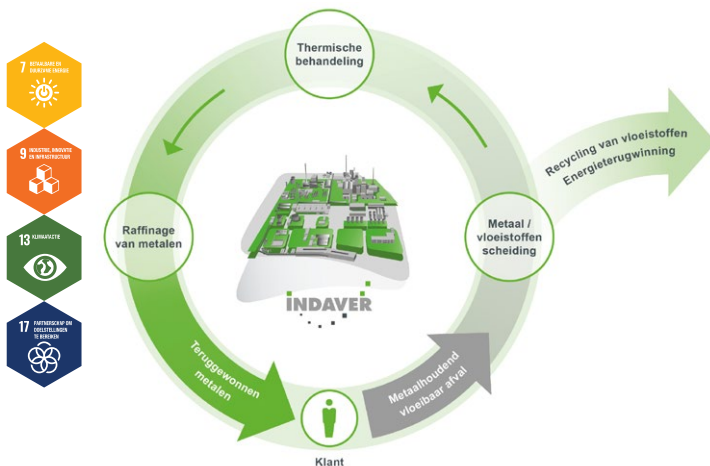 7 BETAALBARE EN
DUURZAME ENERGIE
9 INDUSTRIE, INNOVATIE
EN INFRASTRUCTUUR
13 KLIMAATACTIE
17 PARTNERSCHAP OM
DOELSTELLINGEN
TE BEREIKEN
Thermische
behandeling
Recycling van vloeistoffen
Energieterugwinning
Raffinage
van metalen
Metaal /
vloeistoffen
scheiding
INDAVER
Teruggewonnen
metalen
Metaalhoudend
vloeibaar afval
Klant